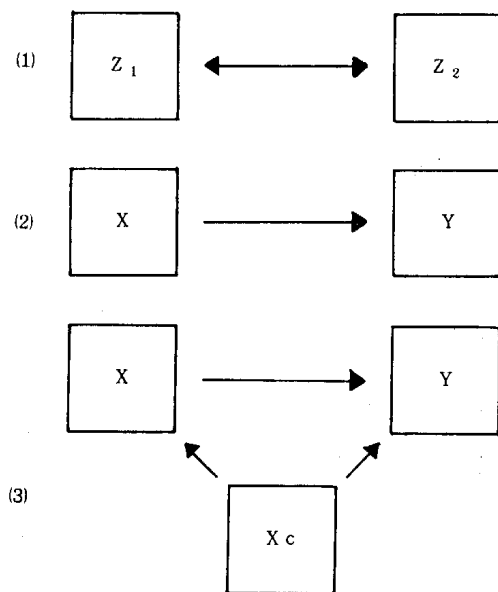 (1) Z₁ Z₂
(2) X Y
X Y
(3)
Xc